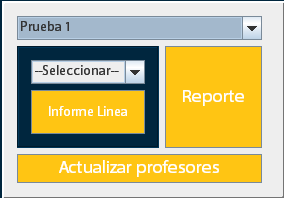 Prueba 1
--Seleccionar--
Informe Linea
Reporte
Actualizar profesores